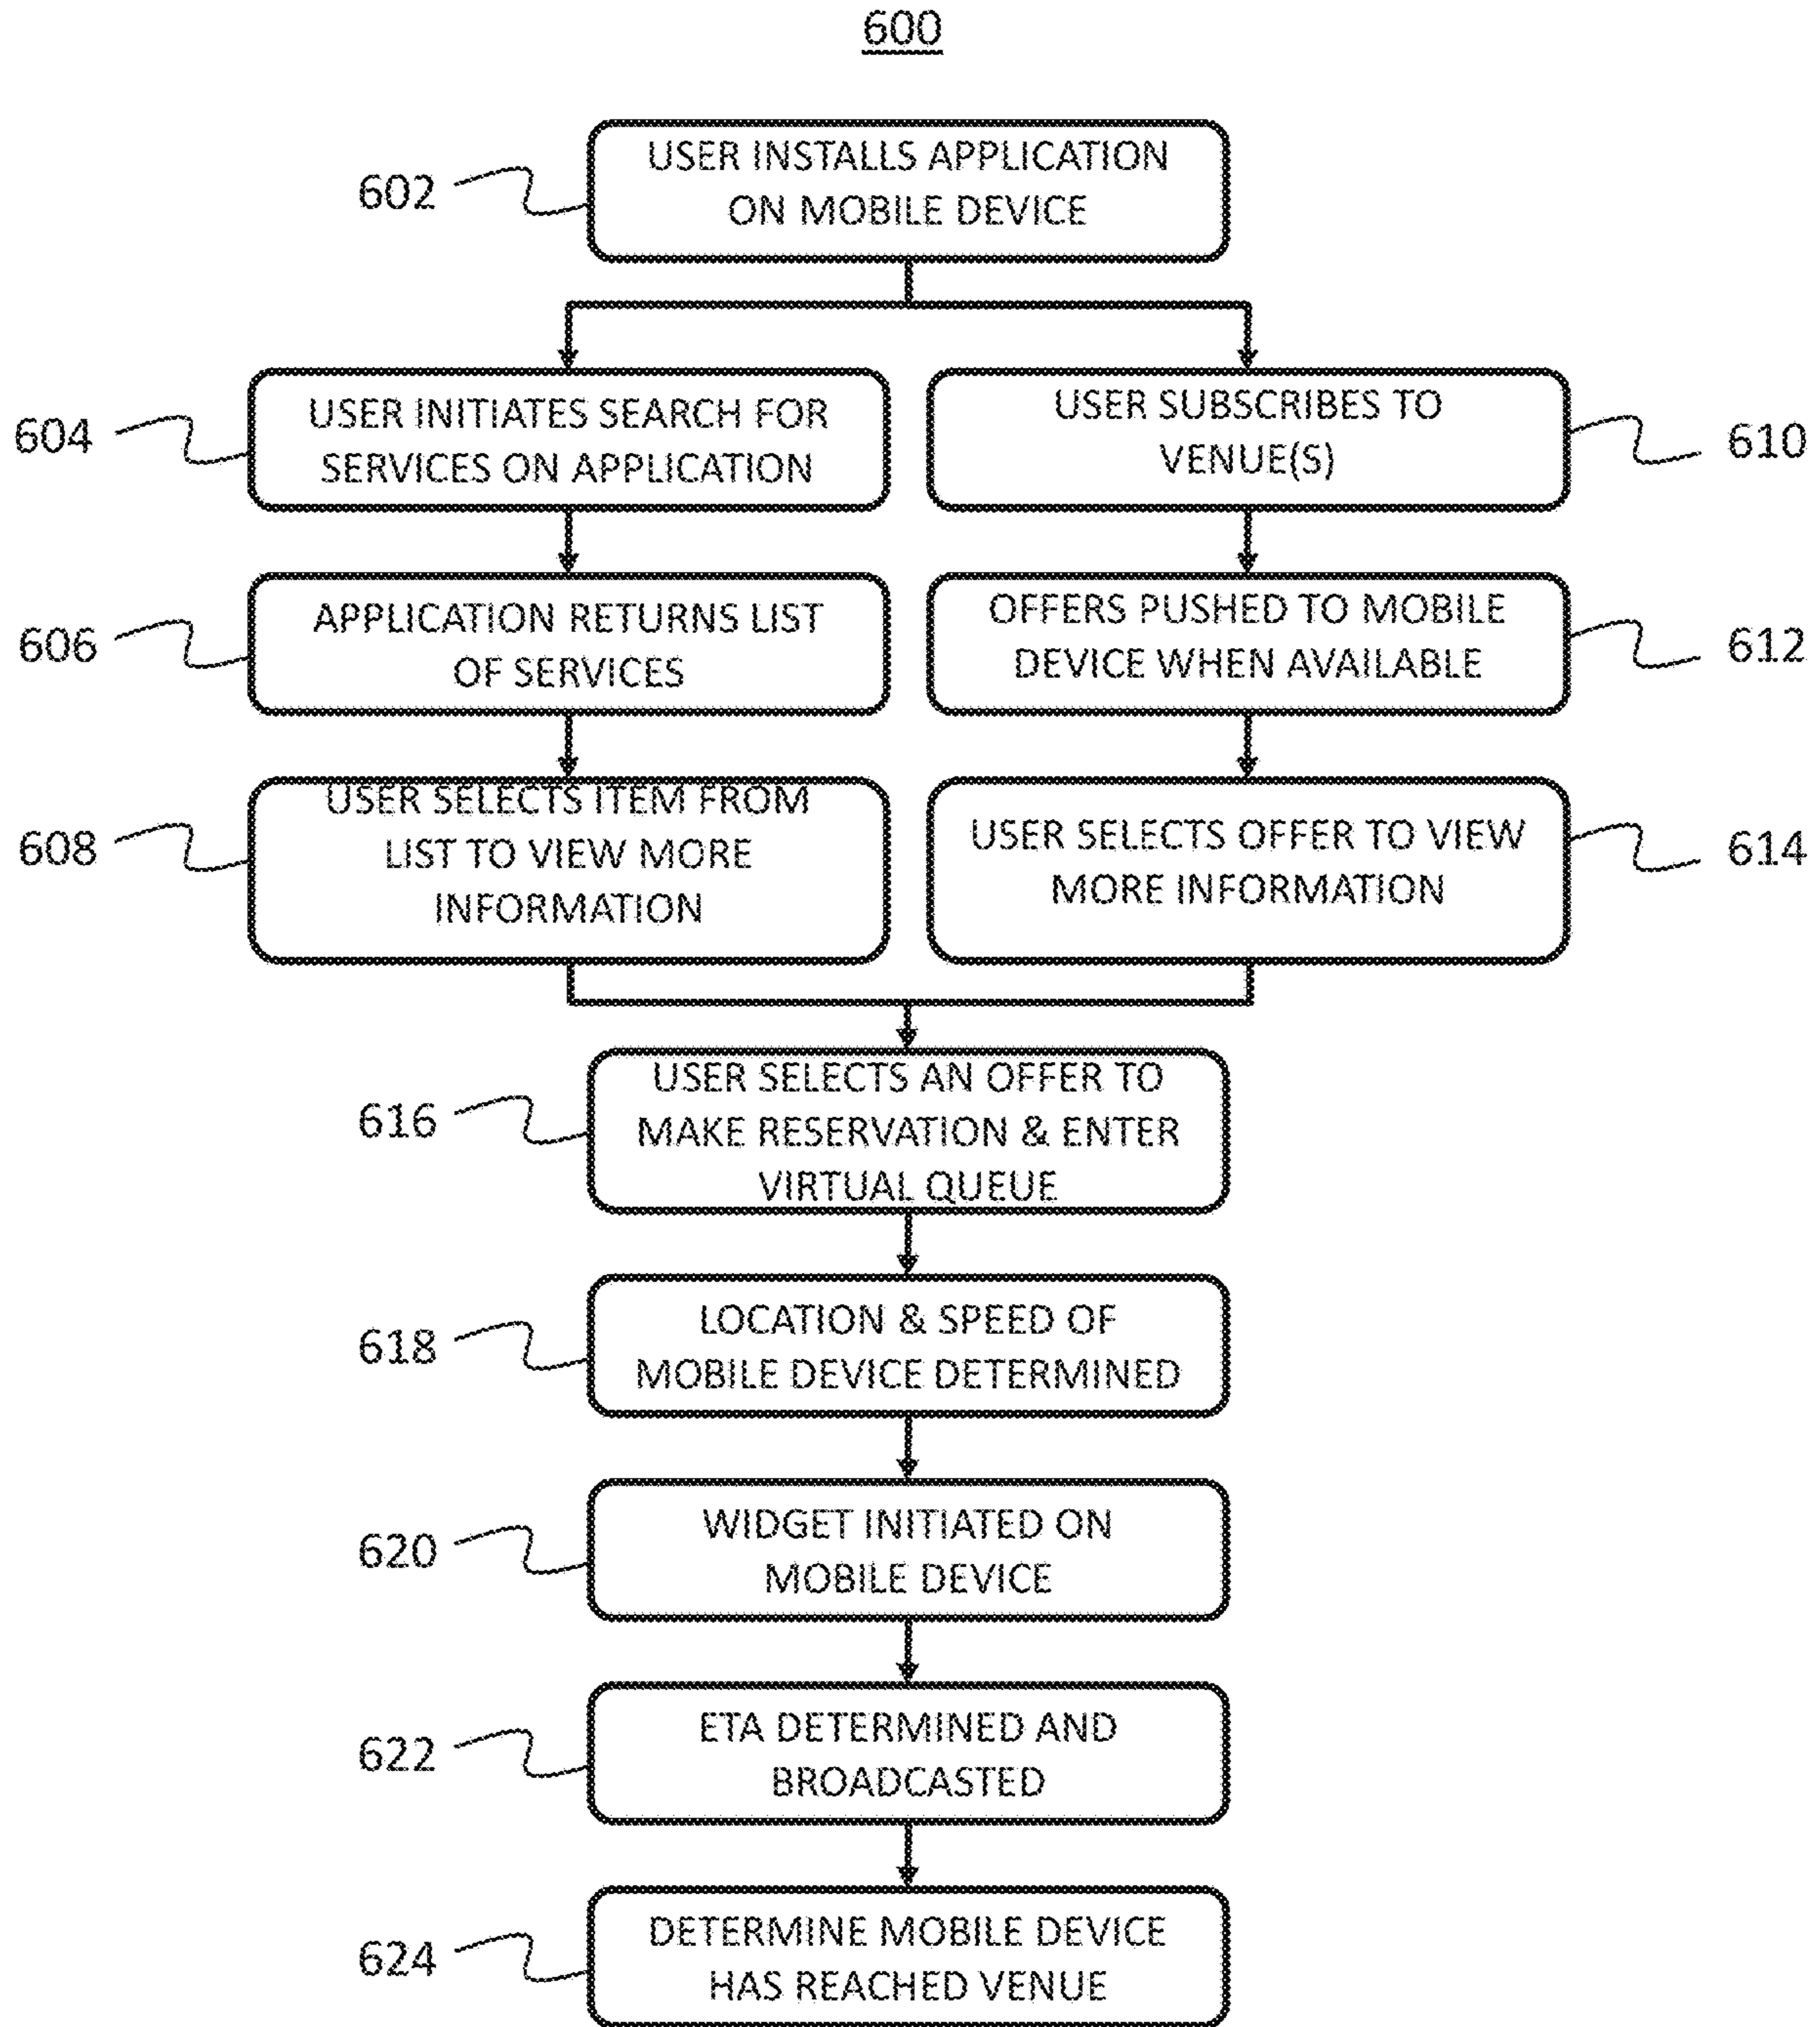 600
602
USER INSTALLS APPLICATION
ON MOBILE DEVICE
604
USER INITIATES SEARCH FOR
SERVICES ON APPLICATION
606
APPLICATION RETURNS LIST
OF SERVICES
608
USER SELECTS ITEM FROM
LIST TO VIEW MORE
INFORMATION
USER SUBSCRIBES TO
VENUE(S)
610
OFFERS PUSHED TO MOBILE
DEVICE WHEN AVAILABLE
612
USER SELECTS OFFER TO VIEW
MORE INFORMATION
614
616
USER SELECTS AN OFFER TO
MAKE RESERVATION & ENTER
VIRTUAL QUEUE
618
LOCATION & SPEED OF
MOBILE DEVICE DETERMINED
620
WIDGET INITIATED ON
MOBILE DEVICE
622
ETA DETERMINED AND
BROADCASTED
624
DETERMINE MOBILE DEVICE
HAS REACHED VENUE